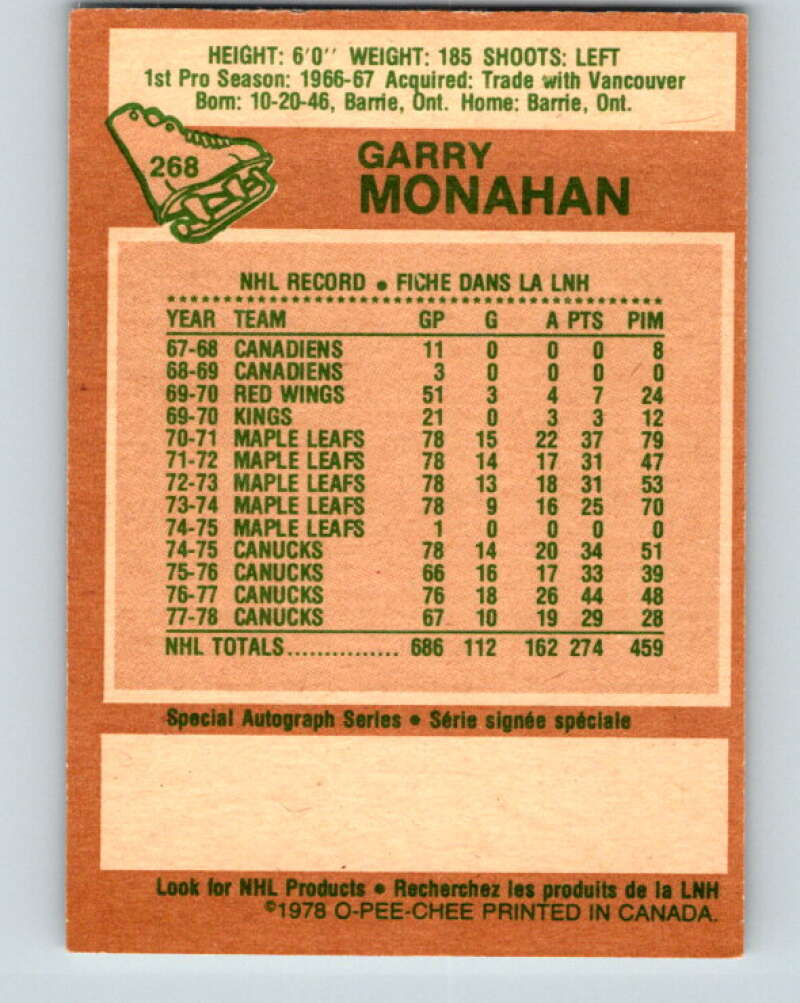 HEIGHT: 6'0'' WEIGHT: 185 SHOOTS: LEFT
1st Pro Season: 1966-67 Acquired: Trade with Vancouver
Born: 10-20-46, Barrie, Ont. Home: Barrie, Ont.
268
GARRY
MONAHAN
NHL RECORD • FICHE DANS LA LNH
YEAR TEAM GP G A PTS PIM
67-68 CANADIENS 11 0 0 0 8
68-69 CANADIENS 3 0 0 0 0
69-70 RED WINGS 51 3 4 7 24
69-70 KINGS 21 0 3 3 12
70-71 MAPLE LEAFS 78 15 22 37 79
71-72 MAPLE LEAFS 78 14 17 31 47
72-73 MAPLE LEAFS 78 13 18 31 53
73-74 MAPLE LEAFS 78 9 16 25 70
74-75 MAPLE LEAFS 1 0 0 0 0
74-75 CANUCKS 78 14 20 34 51
75-76 CANUCKS 66 16 17 33 39
76-77 CANUCKS 76 18 26 44 48
77-78 CANUCKS 67 10 19 29 28
NHL TOTALS............... 686 112 162 274 459
Special Autograph Series • Série signée spéciale
Look for NHL Products • Recherchez les produits de la LNH
©1978 O-PEE-CHEE PRINTED IN CANADA.